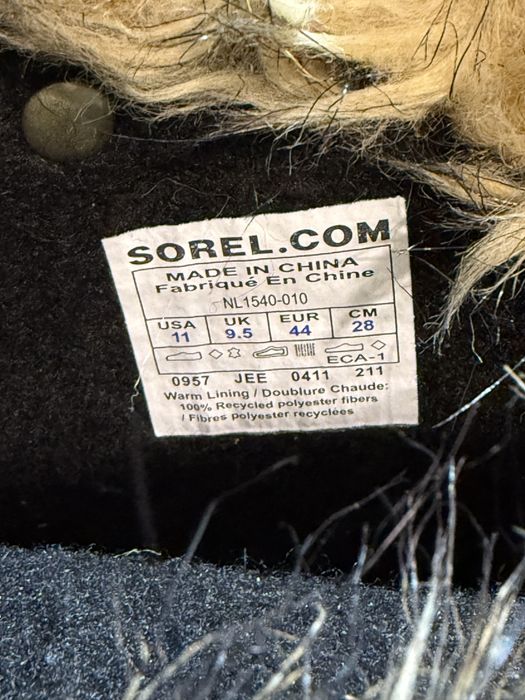 SOREL.COM
MADE IN CHINA
Fabriqué En Chine
NL1540-010
USA UK EUR CM
11 9.5 44 28
ECA-1
0957 JEE 0411 211
Warm Lining / Doublure Chaude:
100% Recycled polyester fibers
/ Fibres polyester recyclées